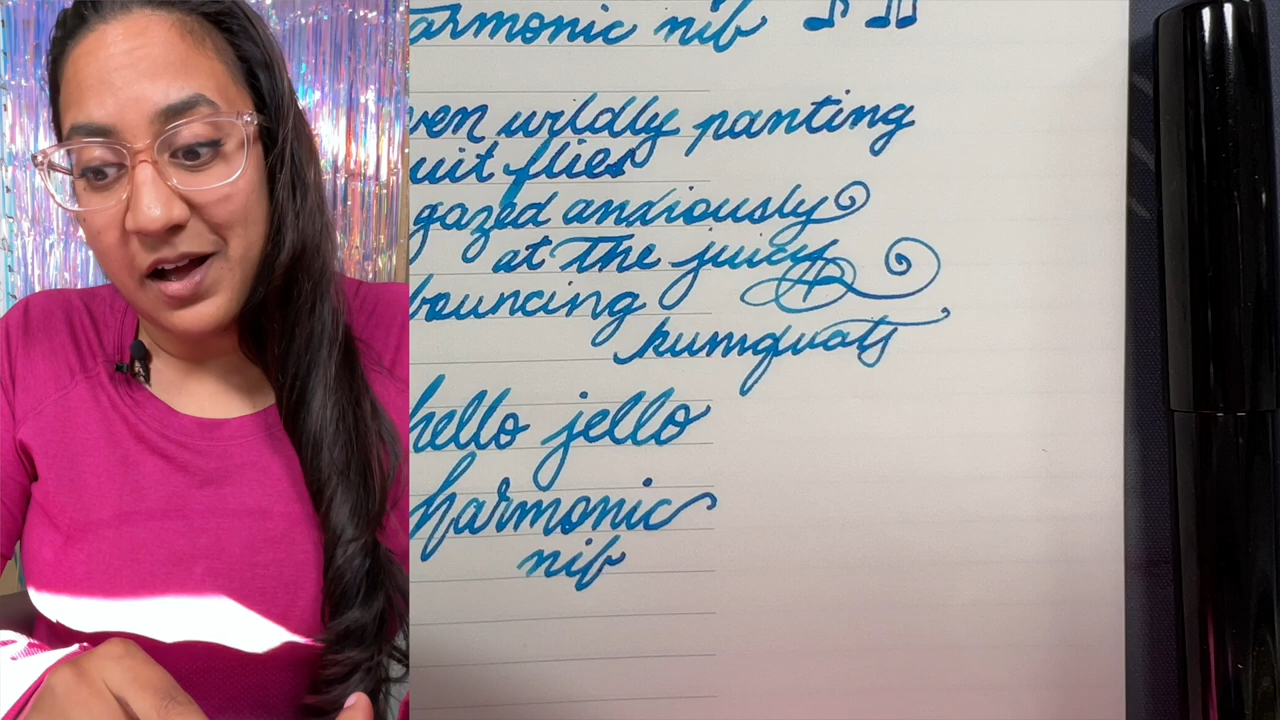 armonic nib
ven wildly panting
uit flies
gazed anxiously
at the juicy
bouncing
kumquats
hello jello
harmonic
nib